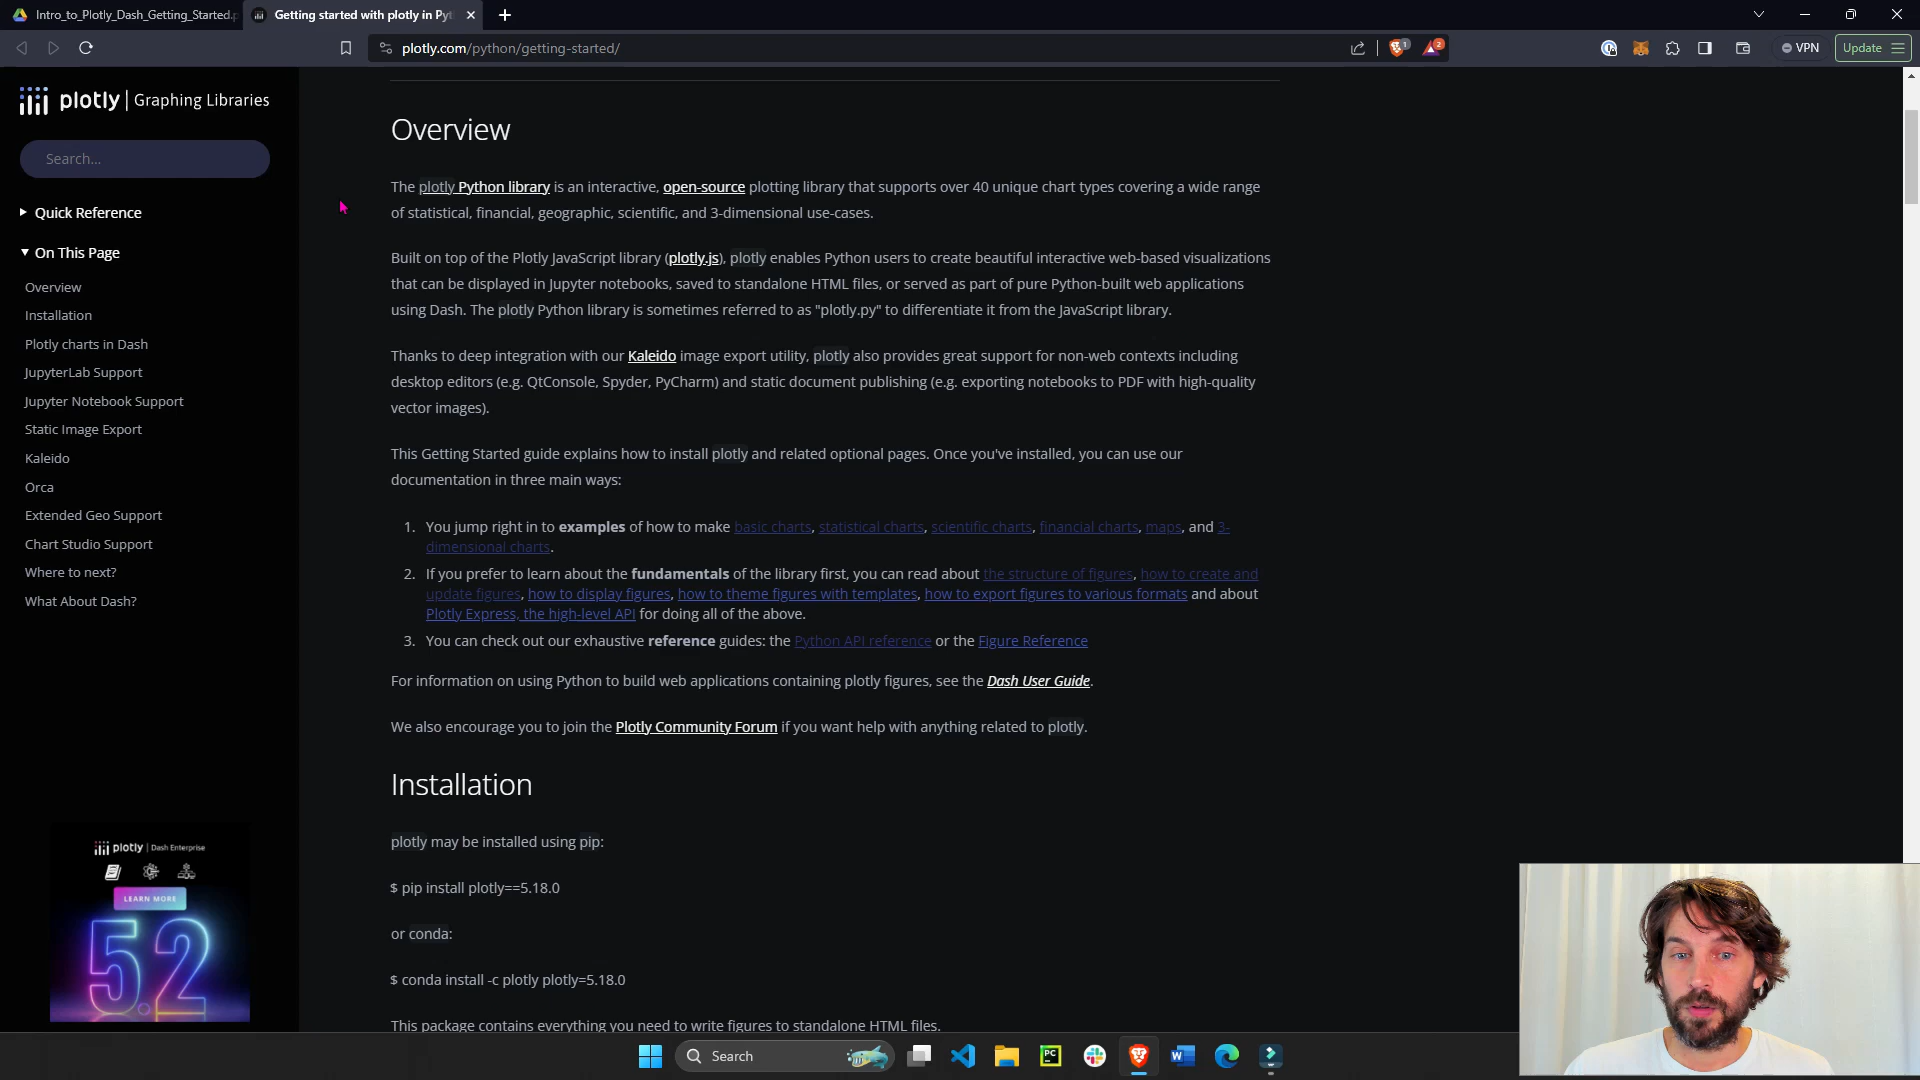 Intro_to_Plotly_Dash_Getting_Started.p
Getting started with plotly in Pyt
plotly.com/python/getting-started/
1
2
VPN
Update
plotly | Graphing Libraries
Search...
Quick Reference
On This Page
Overview
Installation
Plotly charts in Dash
JupyterLab Support
Jupyter Notebook Support
Static Image Export
Kaleido
Orca
Extended Geo Support
Chart Studio Support
Where to next?
What About Dash?
plotly | Dash Enterprise
LEARN MORE
5.2
Overview
The plotly Python library is an interactive, open-source plotting library that supports over 40 unique chart types covering a wide range
of statistical, financial, geographic, scientific, and 3-dimensional use-cases.
Built on top of the Plotly JavaScript library (plotly.js), plotly enables Python users to create beautiful interactive web-based visualizations
that can be displayed in Jupyter notebooks, saved to standalone HTML files, or served as part of pure Python-built web applications
using Dash. The plotly Python library is sometimes referred to as "plotly.py" to differentiate it from the JavaScript library.
Thanks to deep integration with our Kaleido image export utility, plotly also provides great support for non-web contexts including
desktop editors (e.g. QtConsole, Spyder, PyCharm) and static document publishing (e.g. exporting notebooks to PDF with high-quality
vector images).
This Getting Started guide explains how to install plotly and related optional pages. Once you've installed, you can use our
documentation in three main ways:
1. You jump right in to examples of how to make basic charts, statistical charts, scientific charts, financial charts, maps, and 3-
dimensional charts.
2. If you prefer to learn about the fundamentals of the library first, you can read about the structure of figures, how to create and
update figures, how to display figures, how to theme figures with templates, how to export figures to various formats and about
Plotly Express, the high-level API for doing all of the above.
3. You can check out our exhaustive reference guides: the Python API reference or the Figure Reference
For information on using Python to build web applications containing plotly figures, see the Dash User Guide.
We also encourage you to join the Plotly Community Forum if you want help with anything related to plotly.
Installation
plotly may be installed using pip:
$ pip install plotly==5.18.0
or conda:
$ conda install -c plotly plotly=5.18.0
This package contains everything you need to write figures to standalone HTML files.
Search
PC
W